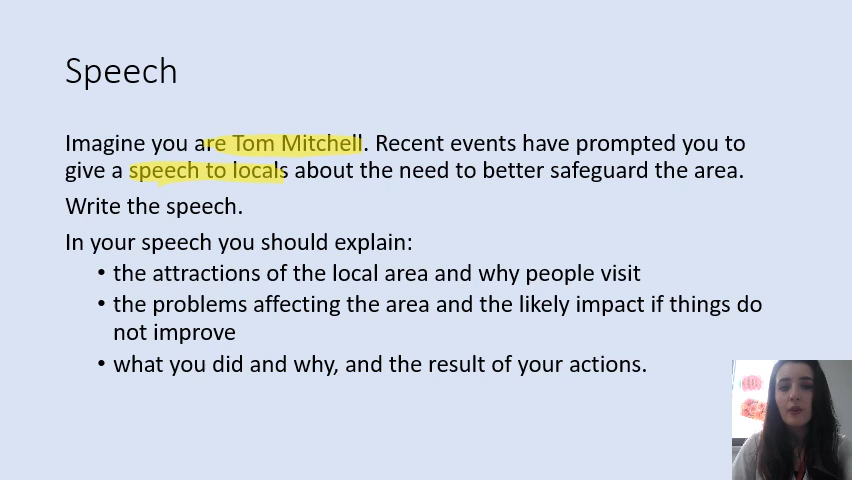 Speech
Imagine you are Tom Mitchell. Recent events have prompted you to
give a speech to locals about the need to better safeguard the area.
Write the speech.
In your speech you should explain:
• the attractions of the local area and why people visit
• the problems affecting the area and the likely impact if things do
not improve
• what you did and why, and the result of your actions.